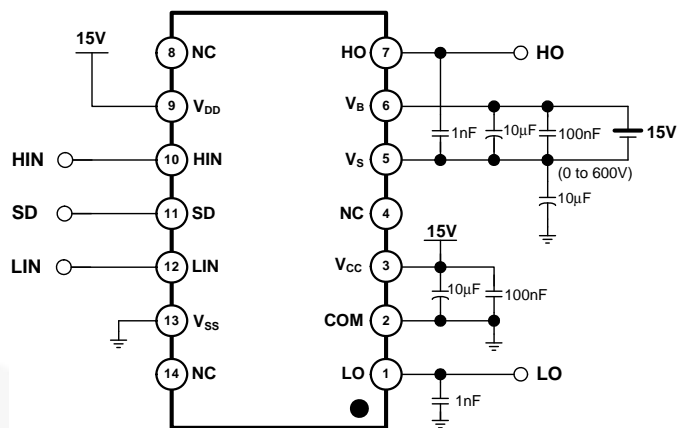 15V
8 NC
HO 7
HO
9 VDD
VB 6
1nF
10μF
100nF
15V
HIN
10 HIN
VS 5
(0 to 600V)
10μF
SD
11 SD
NC 4
15V
LIN
12 LIN
VCC 3
10μF
100nF
13 VSS
COM 2
14 NC
LO 1
LO
1nF